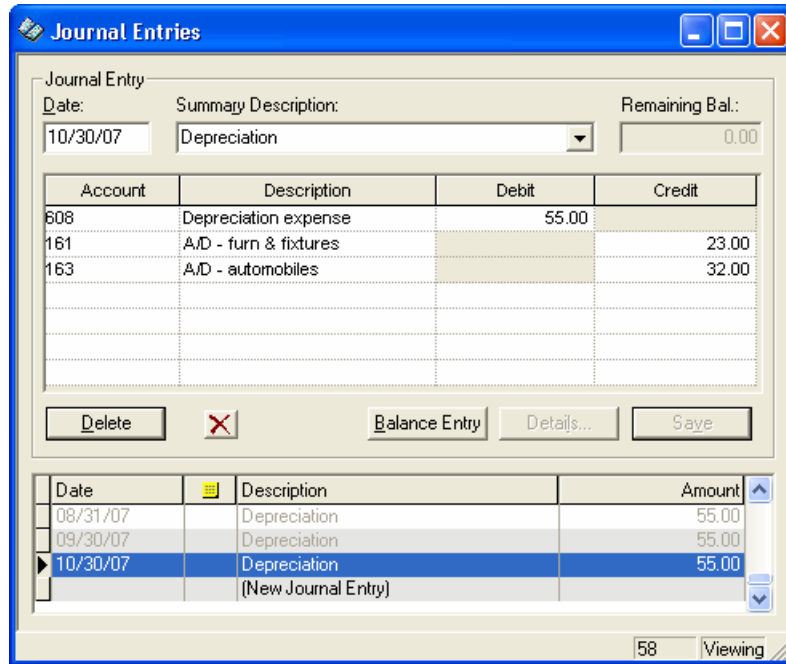 Journal Entries
Journal Entry
Date: Summary Description: Remaining Bal.:
10/30/07 Depreciation 0.00
Account Description Debit Credit
608 Depreciation expense 55.00
161 A/D - furn & fixtures 23.00
163 A/D - automobiles 32.00
Delete Balance Entry Details... Save
Date Description Amount
08/31/07 Depreciation 55.00
09/30/07 Depreciation 55.00
10/30/07 Depreciation 55.00
(New Journal Entry)
58 Viewing